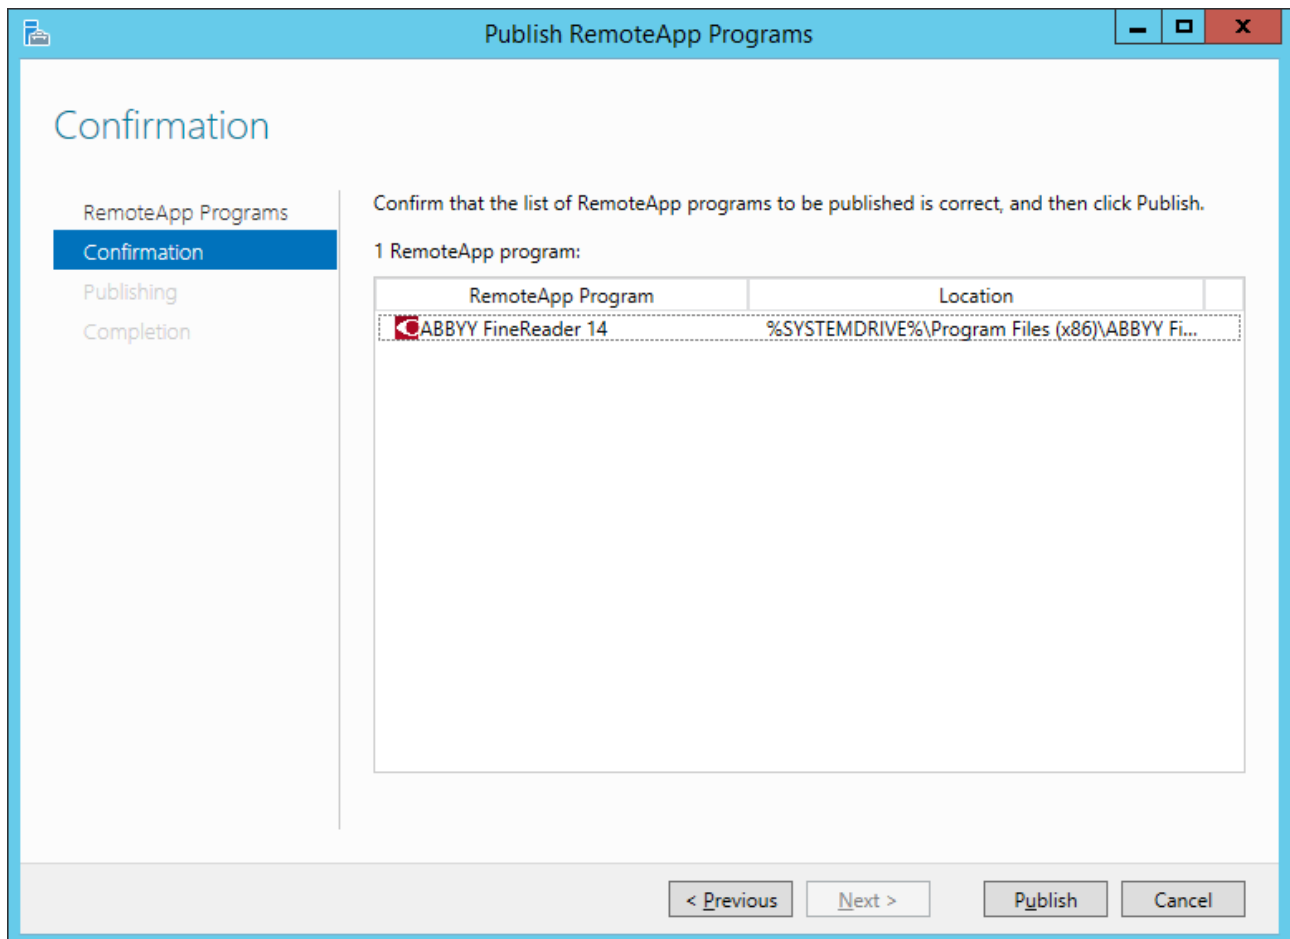 Publish RemoteApp Programs
Confirmation
RemoteApp Programs
Confirmation
Publishing
Completion
Confirm that the list of RemoteApp programs to be published is correct, and then click Publish.
1 RemoteApp program:
RemoteApp Program Location
ABBYY FineReader 14 %SYSTEMDRIVE%\Program Files (x86)\ABBYY Fi...
< Previous Next > Publish Cancel